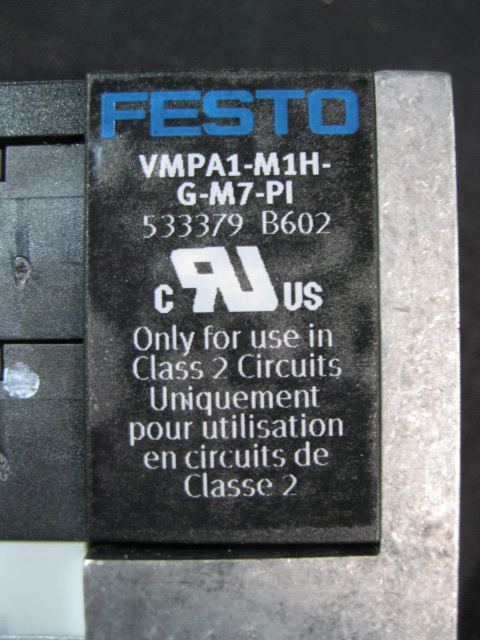 FESTO
VMPA1-M1H-
G-M7-PI
533379 B602
C RU US
Only for use in
Class 2 Circuits
Uniquement
pour utilisation
en circuits de
Classe 2